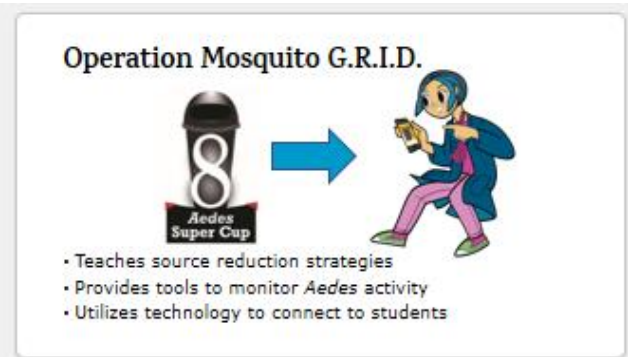 Operation Mosquito G.R.I.D.
8
Aedes
Super Cup
• Teaches source reduction strategies
• Provides tools to monitor Aedes activity
• Utilizes technology to connect to students